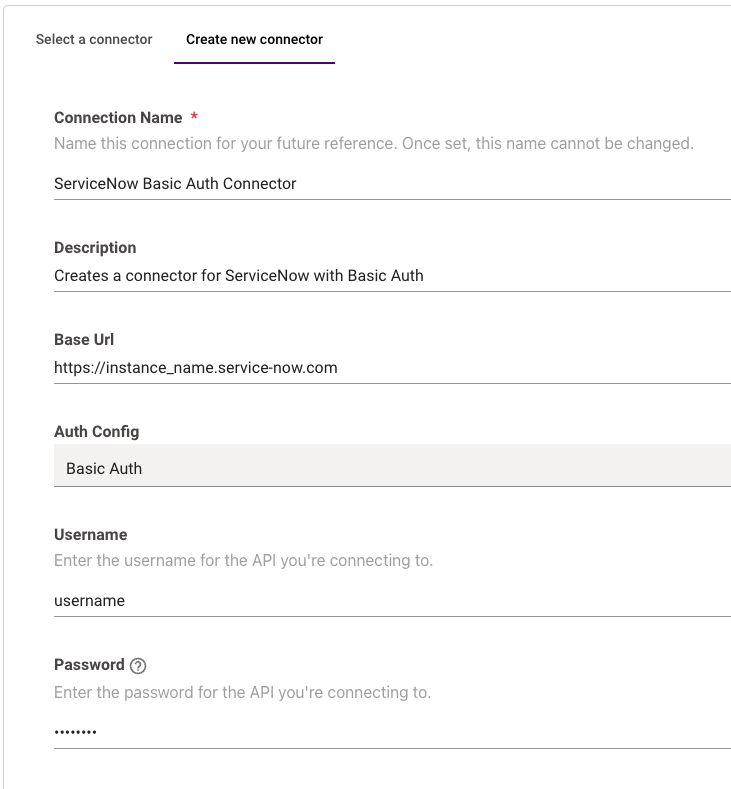 Select a connector Create new connector
Connection Name *
Name this connection for your future reference. Once set, this name cannot be changed.
ServiceNow Basic Auth Connector
Description
Creates a connector for ServiceNow with Basic Auth
Base Url
https://instance_name.service-now.com
Auth Config
Basic Auth
Username
Enter the username for the API you're connecting to.
username
Password ?
Enter the password for the API you're connecting to.
••••••••